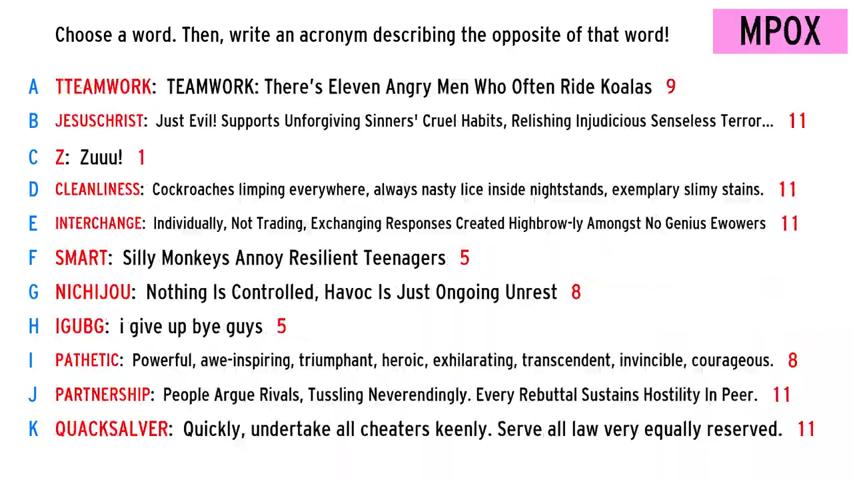 Choose a word. Then, write an acronym describing the opposite of that word!
MPOX
A TTEAMWORK: TEAMWORK: There's Eleven Angry Men Who Often Ride Koalas 9
B JESUSCHRIST: Just Evil! Supports Unforgiving Sinners' Cruel Habits, Relishing Injudicious Senseless Terror... 11
C Z: Zuuu! 1
D CLEANLINESS: Cockroaches limping everywhere, always nasty lice inside nightstands, exemplary slimy stains. 11
E INTERCHANGE: Individually, Not Trading, Exchanging Responses Created Highbrow-ly Amongst No Genius Ewowers 11
F SMART: Silly Monkeys Annoy Resilient Teenagers 5
G NICHIJOU: Nothing Is Controlled, Havoc Is Just Ongoing Unrest 8
H IGUBG: i give up bye guys 5
I PATHETIC: Powerful, awe-inspiring, triumphant, heroic, exhilarating, transcendent, invincible, courageous. 8
J PARTNERSHIP: People Argue Rivals, Tussling Neverendingly. Every Rebuttal Sustains Hostility In Peer. 11
K QUACKSALVER: Quickly, undertake all cheaters keenly. Serve all law very equally reserved. 11